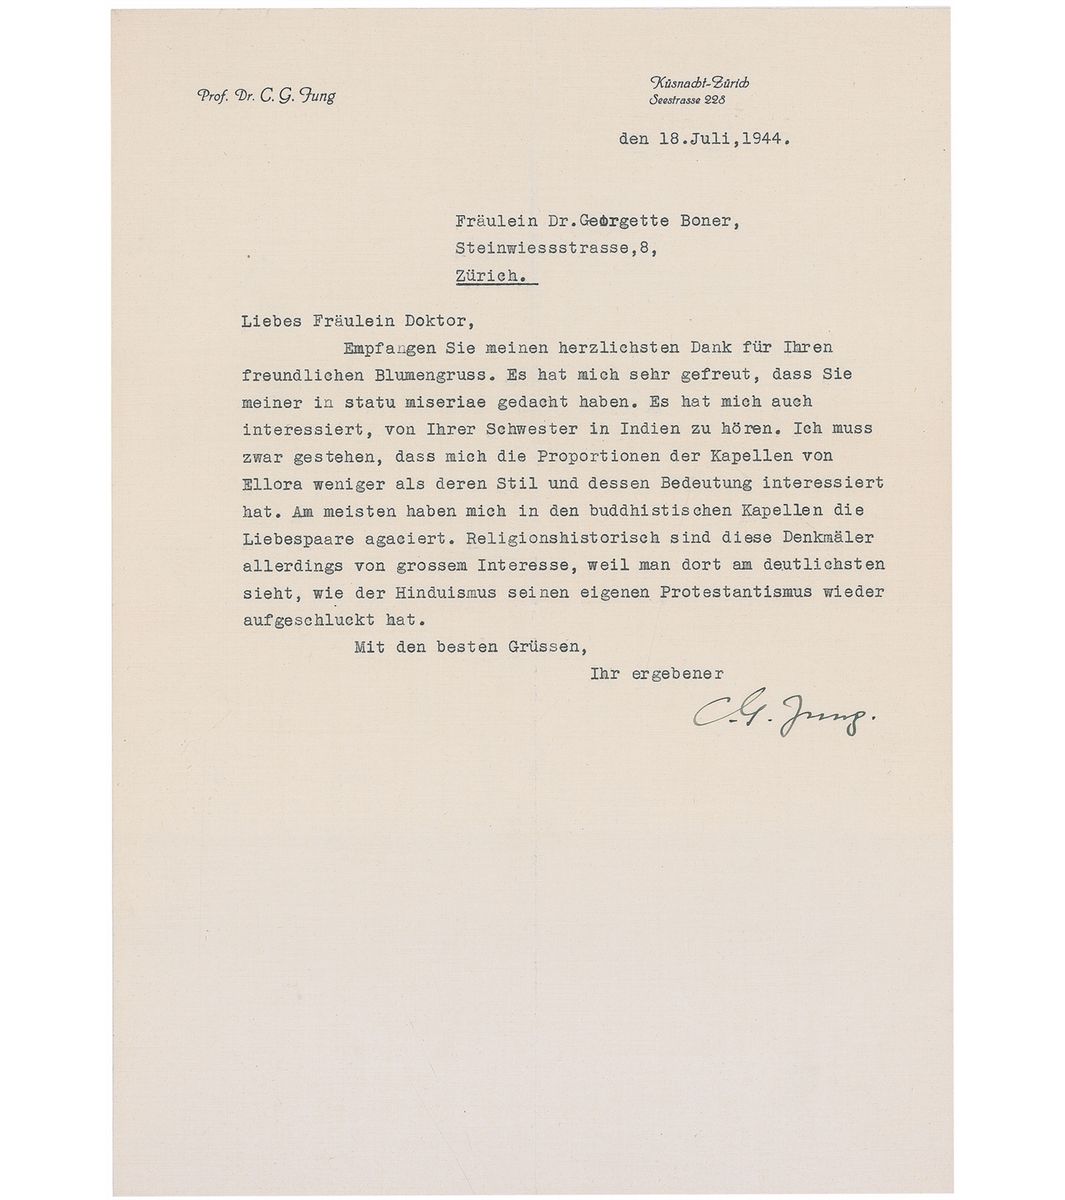 Prof. Dr. C. G. Jung
Küsnacht-Zürich
Seestrasse 228
den 18.Juli,1944.
Fräulein Dr.Georgette Boner,
Steinwiessstrasse,8,
Zürich.
Liebes Fräulein Doktor,
Empfangen Sie meinen herzlichsten Dank für Ihren
freundlichen Blumengruss. Es hat mich sehr gefreut, dass Sie
meiner in statu miseriae gedacht haben. Es hat mich auch
interessiert, von Ihrer Schwester in Indien zu hören. Ich muss
zwar gestehen, dass mich die Proportionen der Kapellen von
Ellora weniger als deren Stil und dessen Bedeutung interessiert
hat. Am meisten haben mich in den buddhistischen Kapellen die
Liebespaare agaciert. Religionshistorisch sind diese Denkmäler
allerdings von grossem Interesse, weil man dort am deutlichsten
sieht, wie der Hinduismus seinen eigenen Protestantismus wieder
aufgeschluckt hat.
Mit den besten Grüssen,
Ihr ergebener
C.G. Jung.